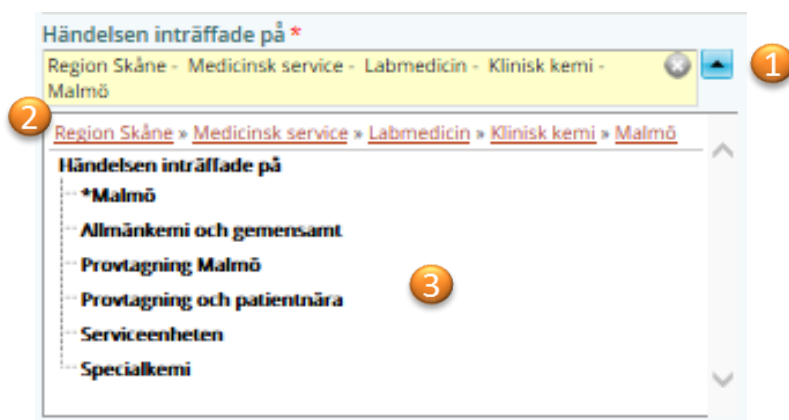 Händelsen inträffade på *
Region Skåne - Medicinsk service - Labmedicin - Klinisk kemi -
Malmö
1
2
Region Skåne » Medicinsk service » Labmedicin » Klinisk kemi » Malmö
Händelsen inträffade på
*Malmö
Allmänkemi och gemensamt
Provtagning Malmö
Provtagning och patientnära
3
Serviceenheten
Specialkemi